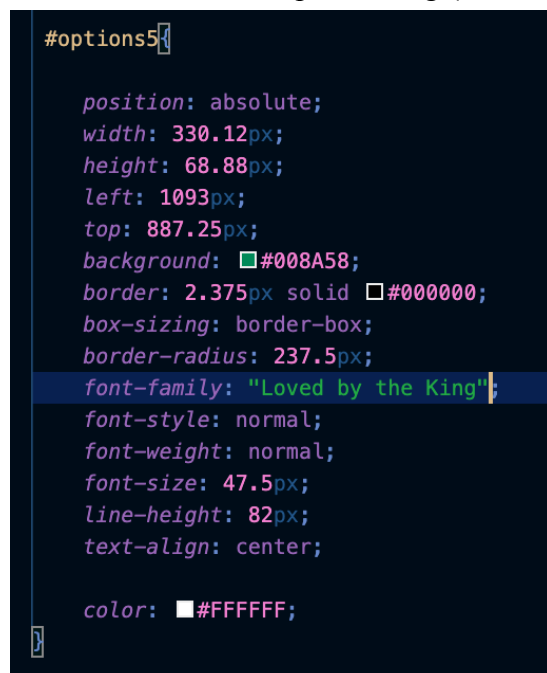 #options5{
position: absolute;
width: 330.12px;
height: 68.88px;
left: 1093px;
top: 887.25px;
background: #008A58;
border: 2.375px solid #000000;
box-sizing: border-box;
border-radius: 237.5px;
font-family: "Loved by the King";
font-style: normal;
font-weight: normal;
font-size: 47.5px;
line-height: 82px;
text-align: center;
color: #FFFFFF;
}